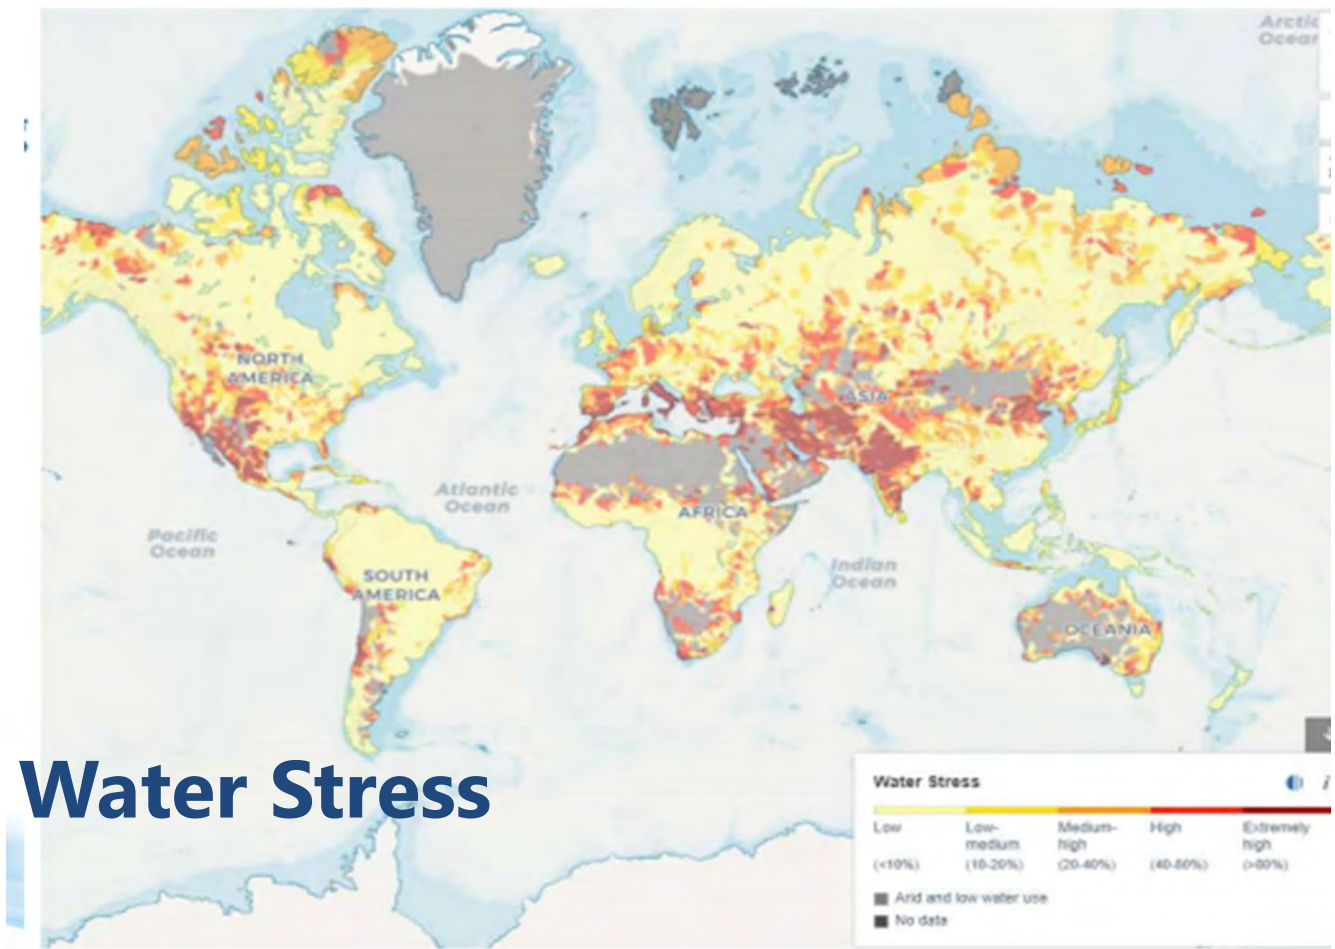 Arctic
Ocean
NORTH
AMERICA
ASIA
Atlantic
Ocean
AFRICA
Pacific
Ocean
Indian
Ocean
SOUTH
AMERICA
OCEANIA
Water Stress
Water Stress
Low
Low-
medium
Medium-
high
High
Extremely
high
(<10%)
(10-20%)
(20-40%)
(40-80%)
(>80%)
Arid and low water use
No data